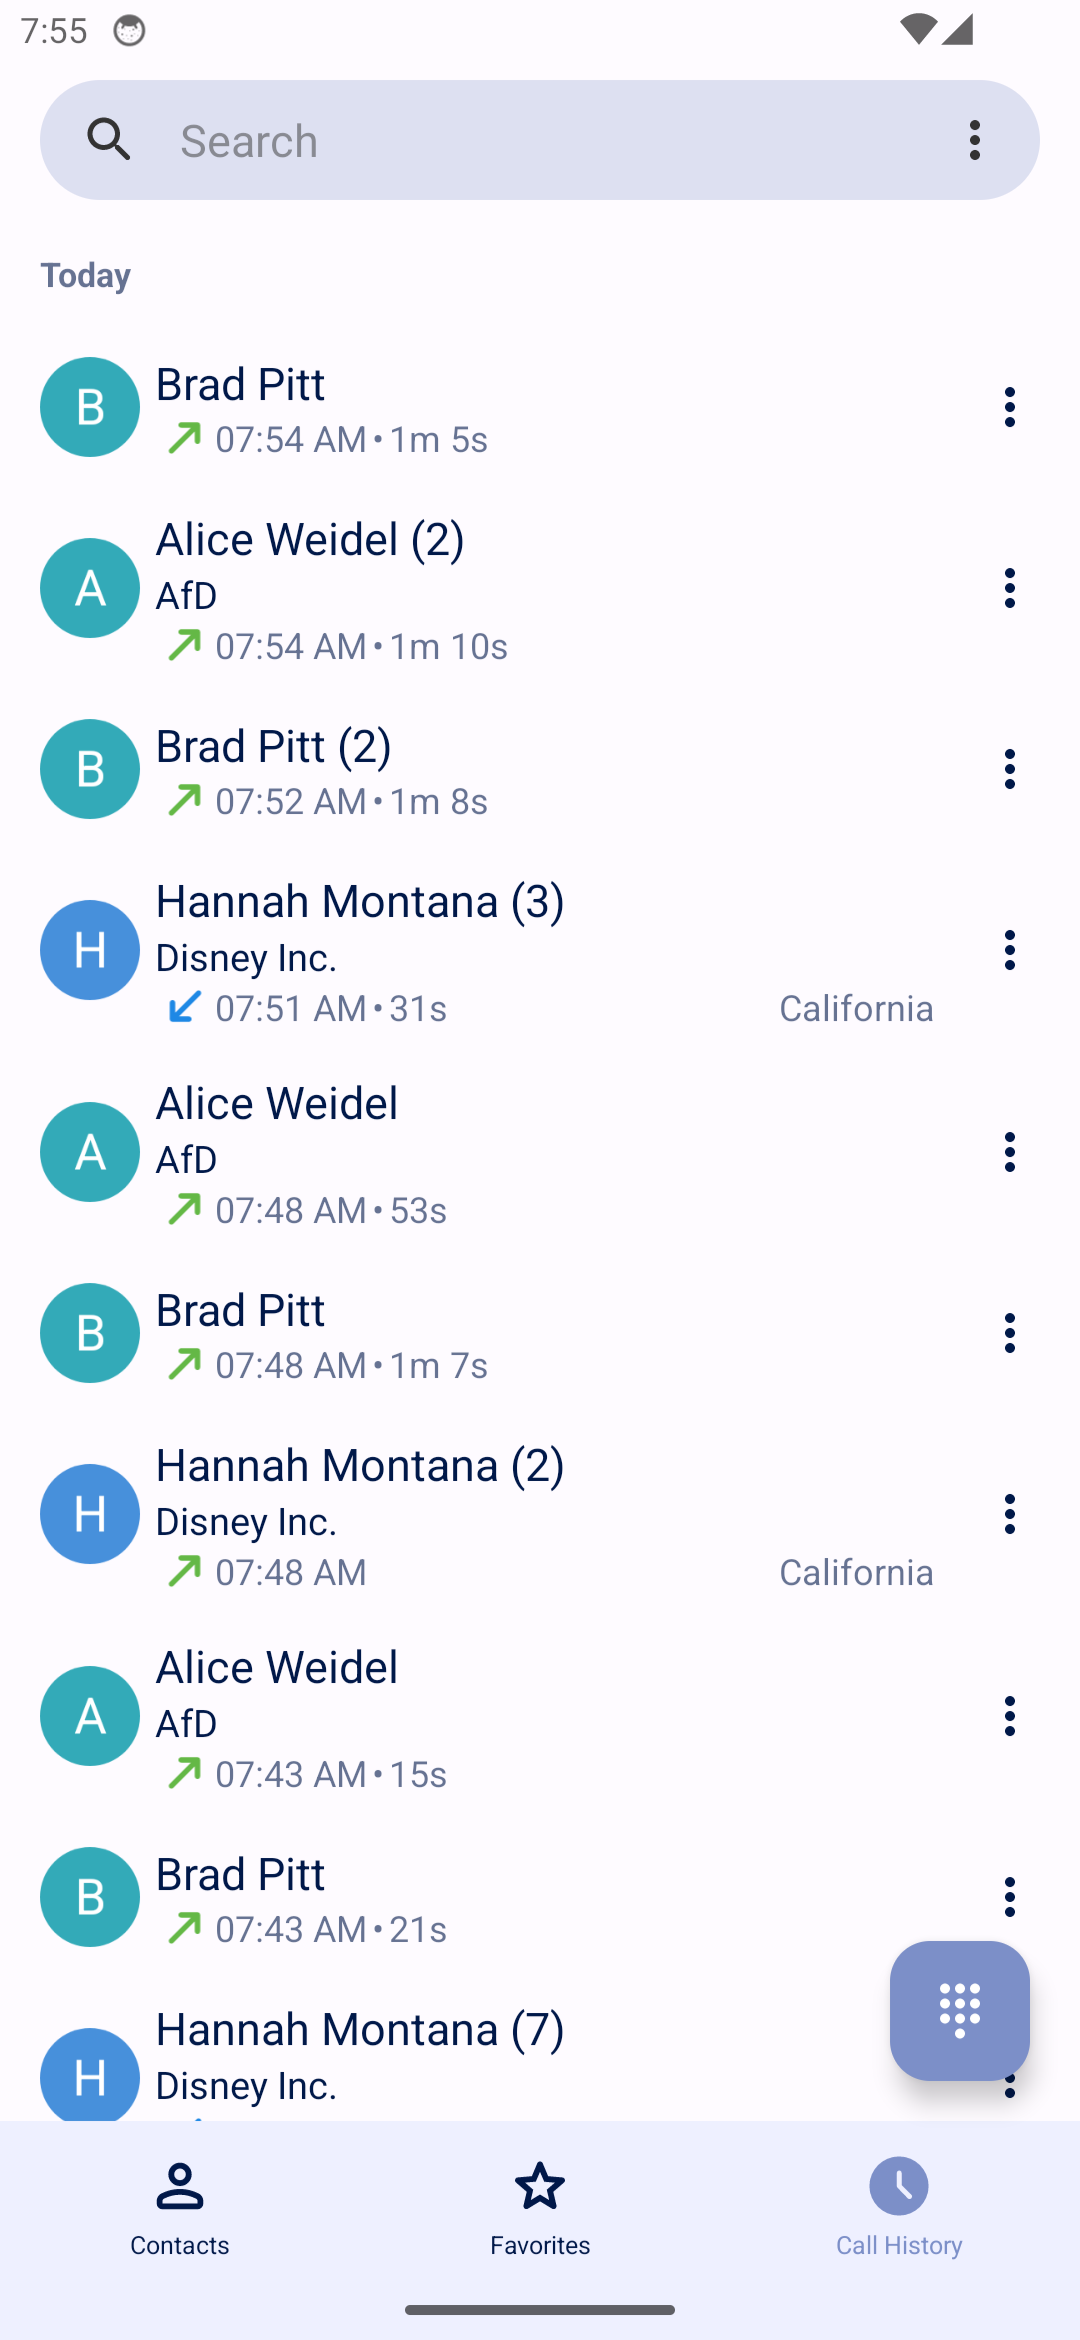 7:55
Search
Today
B
Brad Pitt
07:54 AM • 1m 5s
A
Alice Weidel (2)
AfD
07:54 AM • 1m 10s
B
Brad Pitt (2)
07:52 AM • 1m 8s
H
Hannah Montana (3)
Disney Inc.
07:51 AM • 31s California
A
Alice Weidel
AfD
07:48 AM • 53s
B
Brad Pitt
07:48 AM • 1m 7s
H
Hannah Montana (2)
Disney Inc.
07:48 AM California
A
Alice Weidel
AfD
07:43 AM • 15s
B
Brad Pitt
07:43 AM • 21s
H
Hannah Montana (7)
Disney Inc.
Contacts Favorites Call History